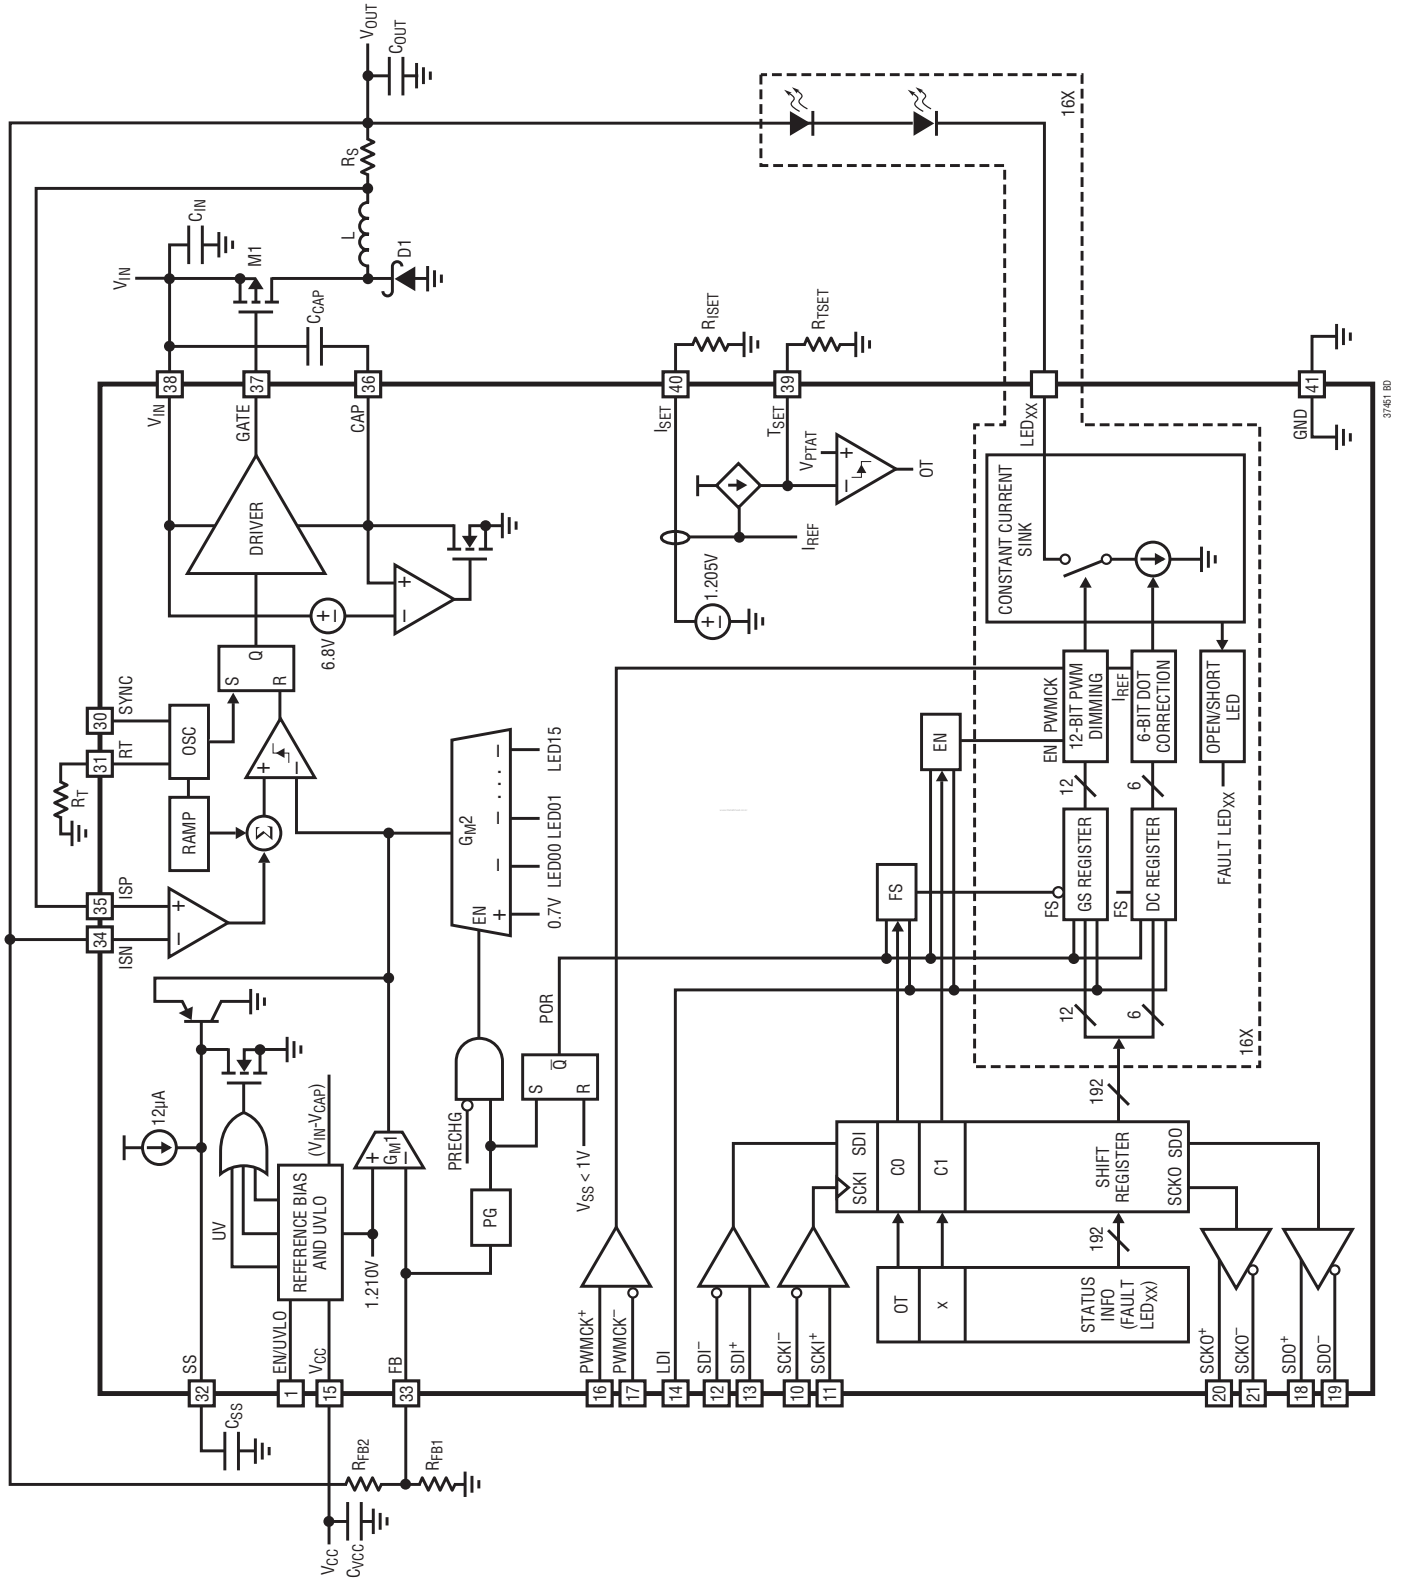 VIN
CIN
M1
L
RS
VOUT
COUT
D1
CCAP
VIN
38
GATE
37
CAP
36
DRIVER
6.8V
+
–
+
–
S
Q
R
SYNC
30
RT
31
RT
OSC
RAMP
Σ
+
–
ISP
35
ISN
34
+
–
12µA
UV
REFERENCE BIAS
AND UVLO
(VIN-VCAP)
1.210V
GM1
+
–
SS
32
CSS
EN/UVLO
1
VCC
15
FB
33
RFB2
RFB1
VCC
CVCC
GM2
EN
+
–
–
. . . .
–
0.7V
LED00
LED01
LED15
PRECHG
PG
S
Q̅
R
POR
VSS < 1V
ISET
40
RISET
TSET
39
RTSET
VPTAT
+
–
OT
IREF
1.205V
+
–
16X
LEDXX
GND
41
CONSTANT CURRENT
SINK
EN
PWMCK
12-BIT PWM
DIMMING
IREF
6-BIT DOT
CORRECTION
OPEN/SHORT
LED
FAULT LEDXX
12
6
EN
FS
FS
GS REGISTER
FS
DC REGISTER
12
6
16X
192
SCKI
SDI
C0
C1
SHIFT
REGISTER
SCKO
SDO
192
OT
x
STATUS
INFO
(FAULT
LEDXX)
PWMCK+
16
PWMCK–
17
LDI
14
SDI–
12
SDI+
13
SCKI–
10
SCKI+
11
SCKO+
20
SCKO–
21
SDO+
18
SDO–
19
37451 BD